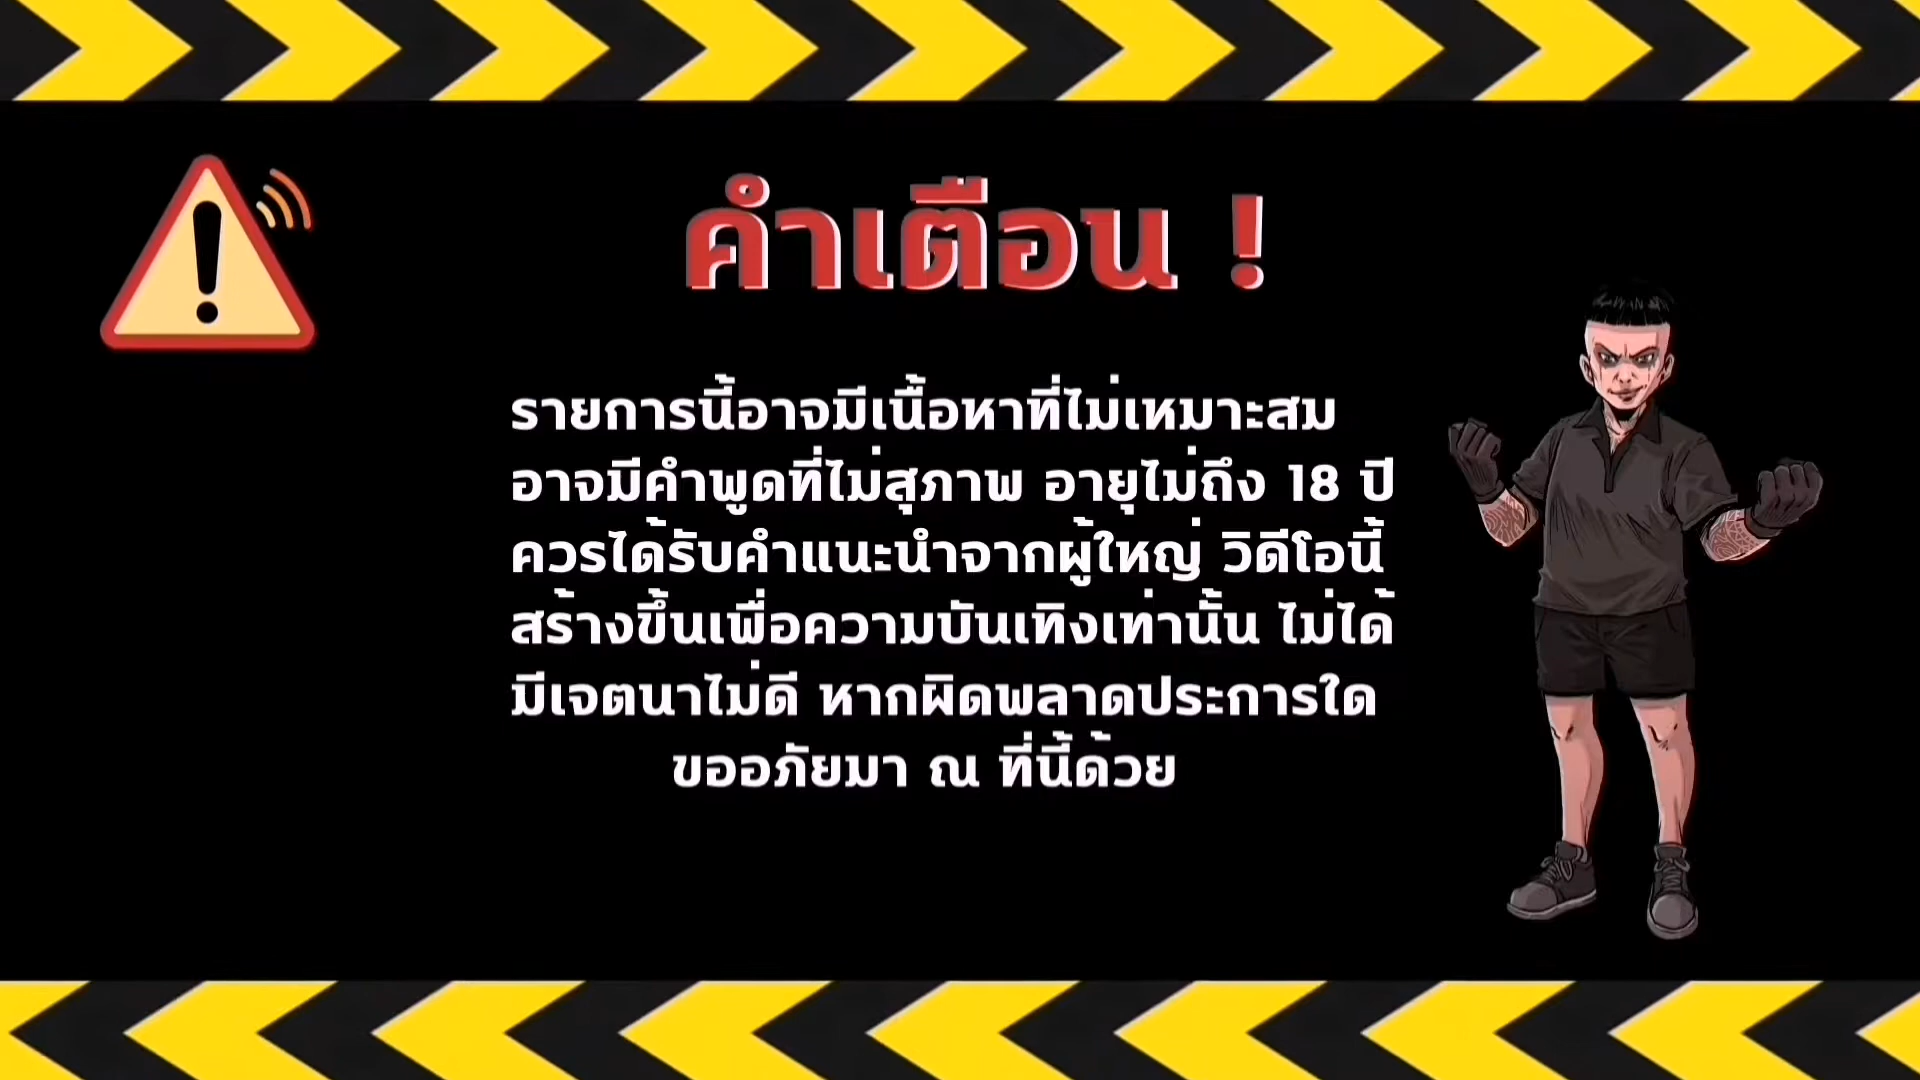 คำเตือน !
รายการนี้อาจมีเนื้อหาที่ไม่เหมาะสม
อาจมีคำพูดที่ไม่สุภาพ อายุไม่ถึง 18 ปี
ควรได้รับคำแนะนำจากผู้ใหญ่ วิดีโอนี้
สร้างขึ้นเพื่อความบันเทิงเท่านั้น ไม่ได้
มีเจตนาไม่ดี หากผิดพลาดประการใด
ขออภัยมา ณ ที่นี้ด้วย